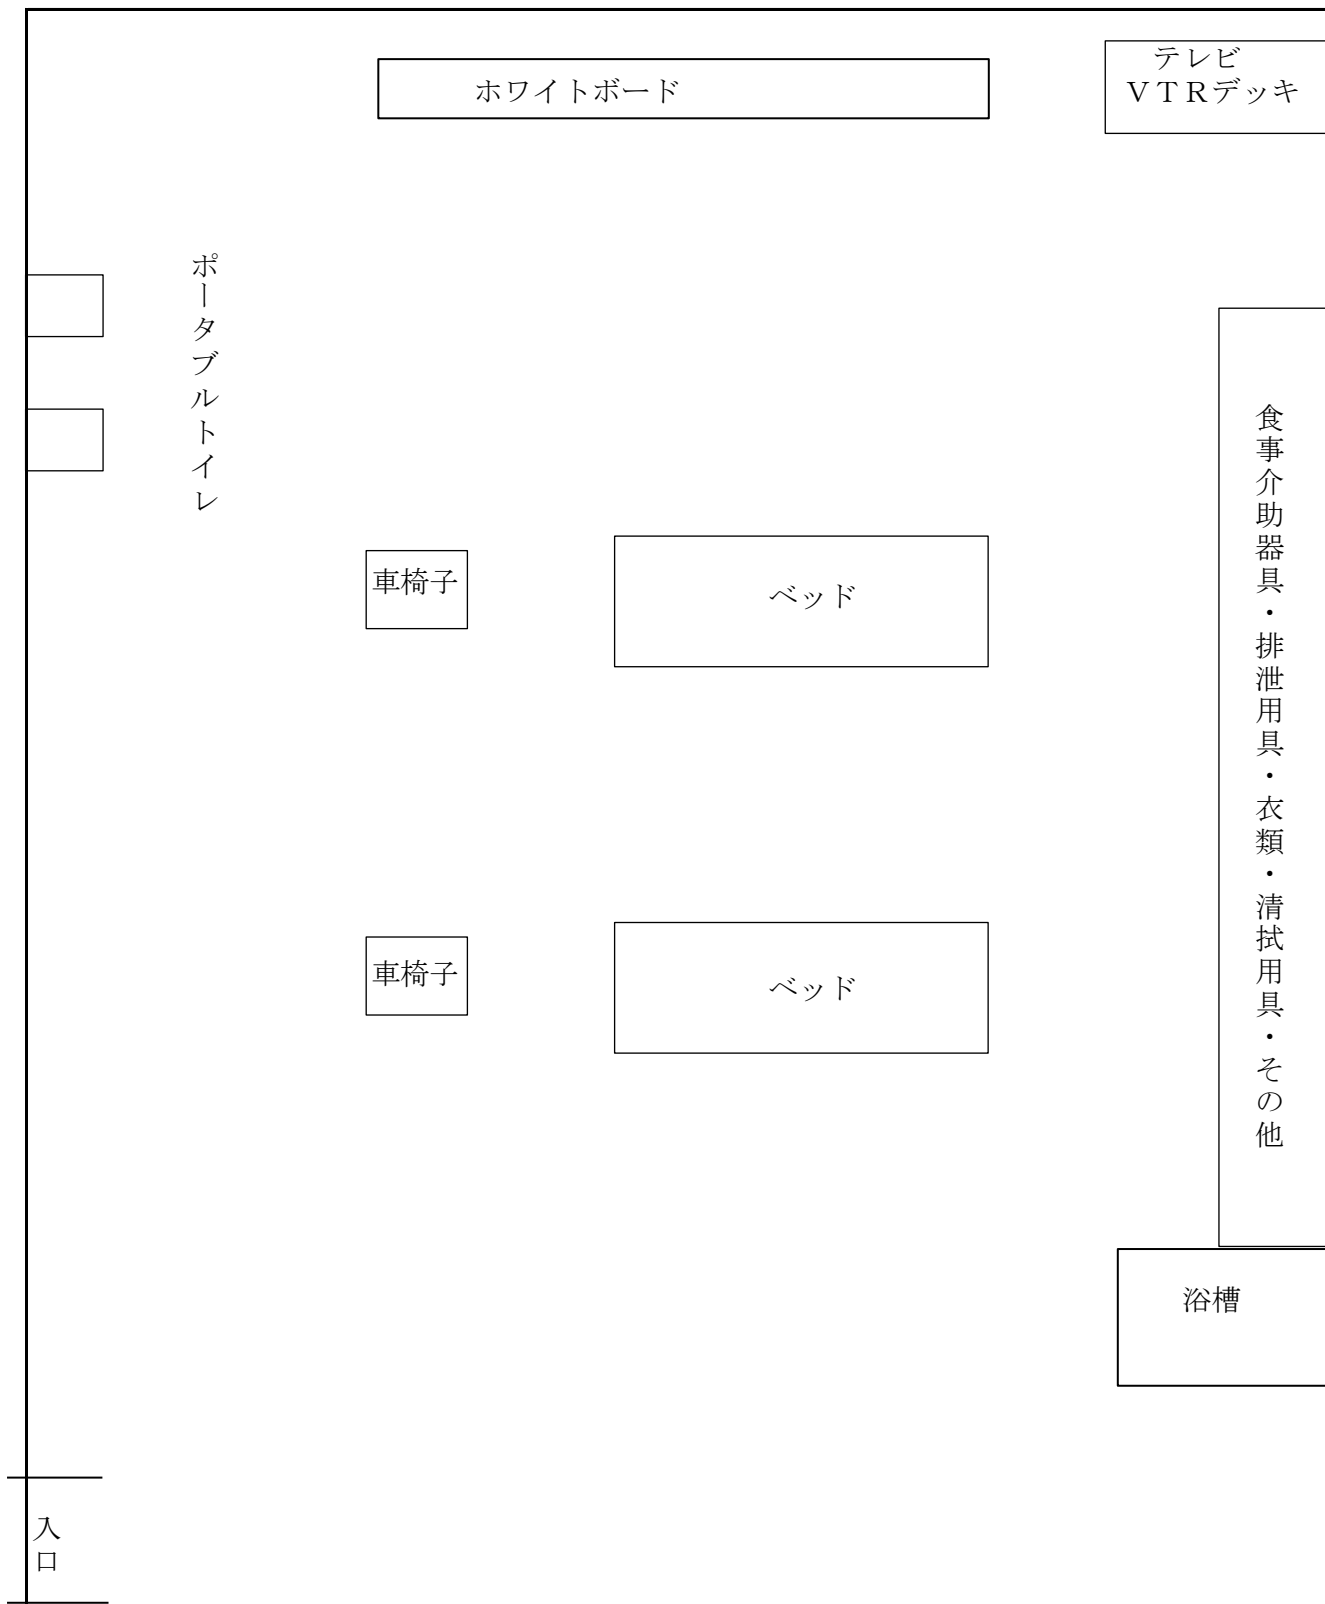 ホワイトボード
テレビ
ＶＴＲデッキ
ポータブルトイレ
車椅子
ベッド
食事介助器具・排泄用具・衣類・清拭用具・その他
車椅子
ベッド
浴槽
入口